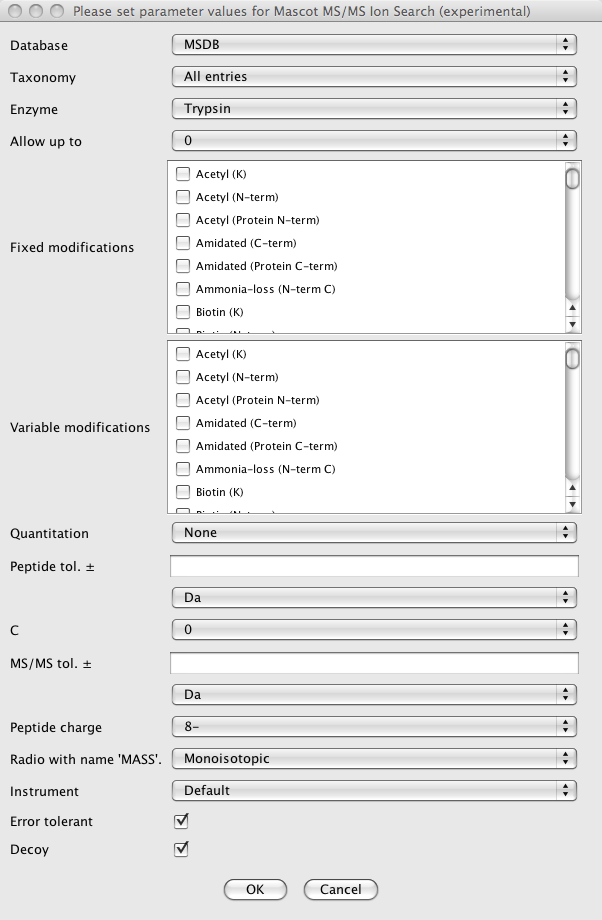 Please set parameter values for Mascot MS/MS Ion Search (experimental)
Database MSDB
Taxonomy All entries
Enzyme Trypsin
Allow up to 0
Fixed modifications
Acetyl (K)
Acetyl (N-term)
Acetyl (Protein N-term)
Amidated (C-term)
Amidated (Protein C-term)
Ammonia-loss (N-term C)
Biotin (K)
Variable modifications
Acetyl (K)
Acetyl (N-term)
Acetyl (Protein N-term)
Amidated (C-term)
Amidated (Protein C-term)
Ammonia-loss (N-term C)
Biotin (K)
Quantitation None
Peptide tol. ±
Da
C 0
MS/MS tol. ±
Da
Peptide charge 8-
Radio with name 'MASS'. Monoisotopic
Instrument Default
Error tolerant
Decoy
OK Cancel